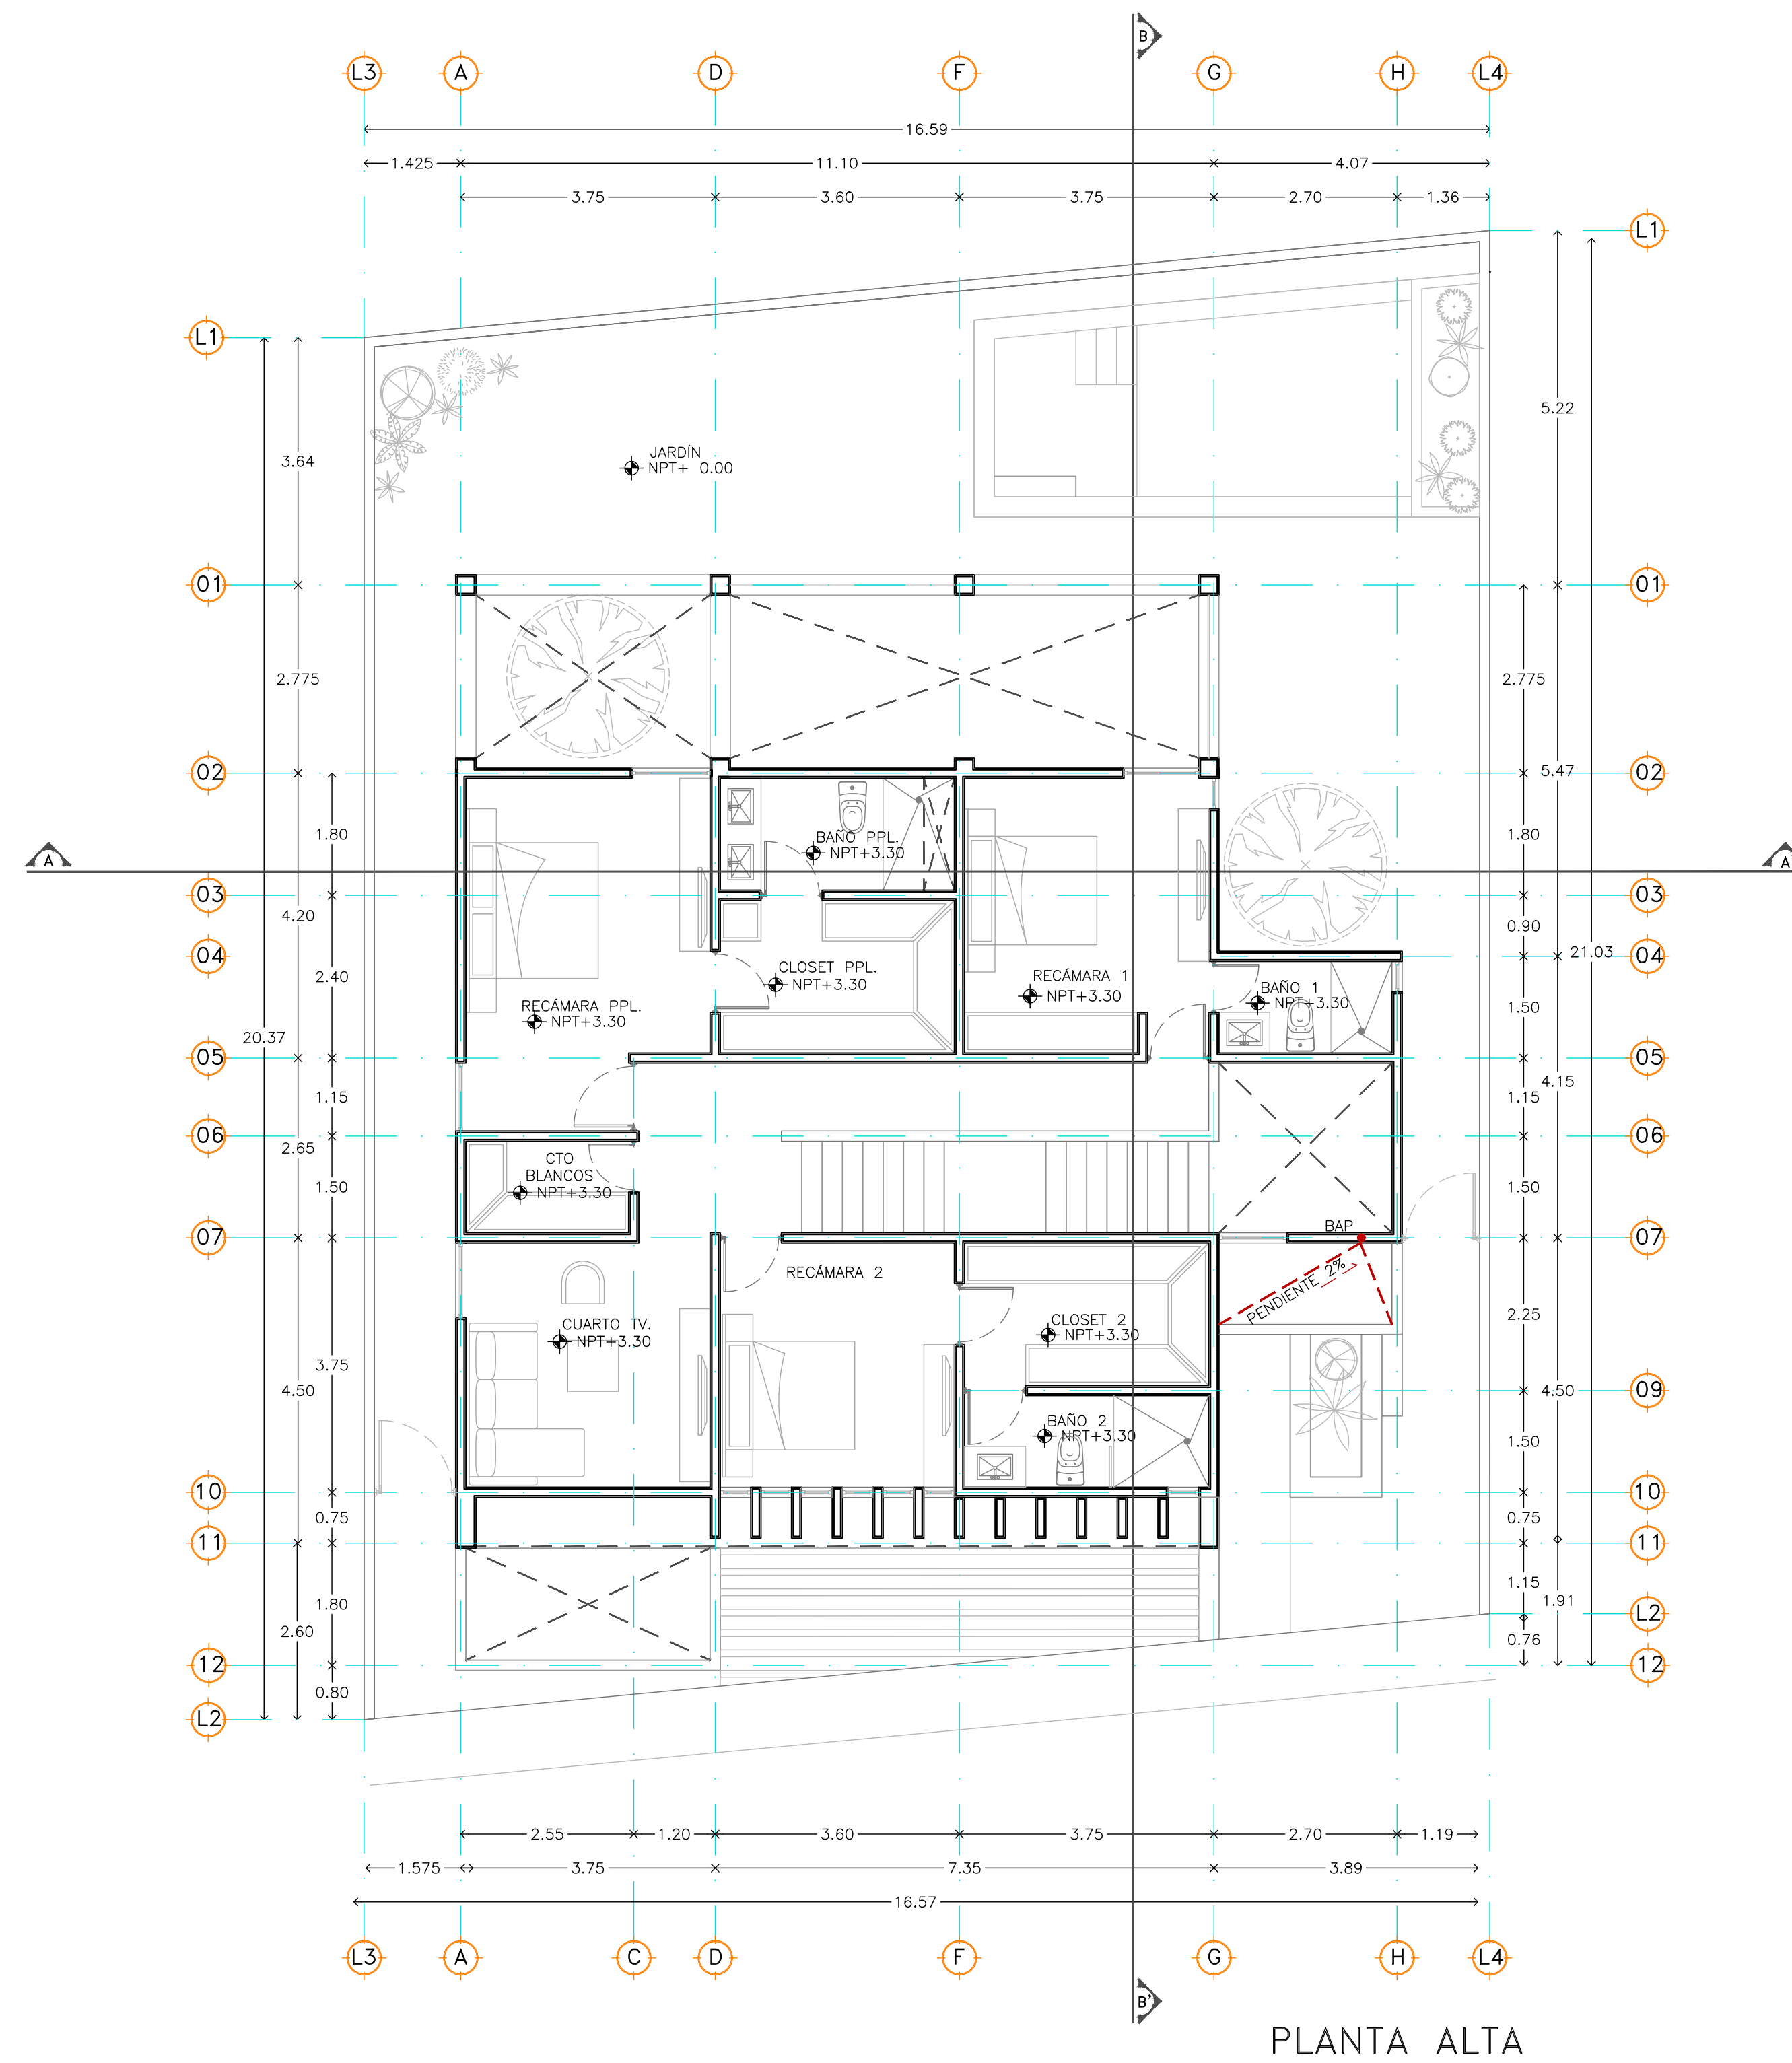 B
L3 A D F G H L4
16.59
1.425 11.10 4.07
3.75 3.60 3.75 2.70 1.36
L1
L1
5.22
3.64
JARDÍN
NPT+ 0.00
01 01
2.775 2.775
02 5.47 02
1.80 1.80
BAÑO PPL.
NPT+3.30
A A'
03 03
4.20 0.90
04 21.03 04
2.40
CLOSET PPL.
NPT+3.30
RECÁMARA 1
NPT+3.30
BAÑO 1
NPT+3.30
RECÁMARA PPL.
NPT+3.30
1.50
20.37
05 05
4.15
1.15 1.15
06 06
2.65
CTO
BLANCOS
NPT+3.30
1.50 1.50
BAP
07 07
RECÁMARA 2
PENDIENTE 2%
2.25
CUARTO TV.
NPT+3.30
CLOSET 2
NPT+3.30
3.75
4.50 4.50 09
BAÑO 2
NPT+3.30
1.50
10 10
0.75 0.75
11 11
1.15
1.80 1.91
L2
2.60 0.76
12 12
0.80
L2
2.55 1.20 3.60 3.75 2.70 1.19
1.575 3.75 7.35 3.89
16.57
L3 A C D F G H L4
B'
PLANTA ALTA